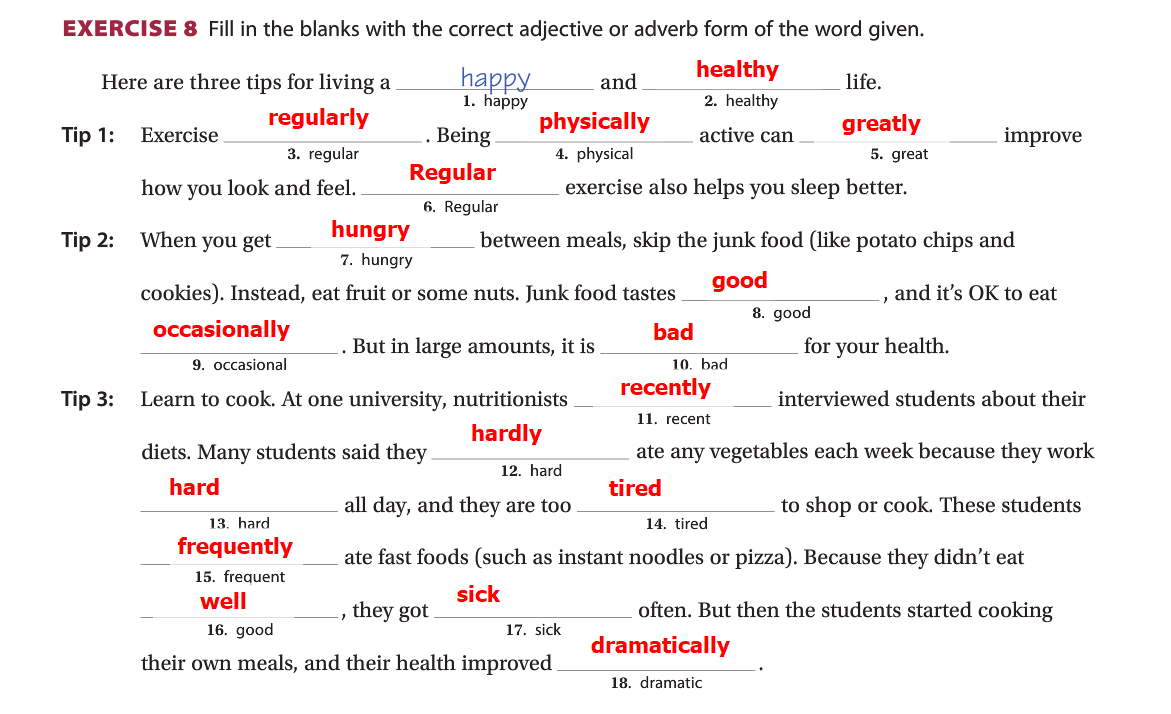 EXERCISE 8 Fill in the blanks with the correct adjective or adverb form of the word given.
Here are three tips for living a happy and healthy life.
1. happy 2. healthy
Tip 1: Exercise regularly . Being physically active can greatly improve
3. regular 4. physical 5. great
how you look and feel. Regular exercise also helps you sleep better.
6. Regular
Tip 2: When you get hungry between meals, skip the junk food (like potato chips and
7. hungry
cookies). Instead, eat fruit or some nuts. Junk food tastes good , and it's OK to eat
8. good
occasionally . But in large amounts, it is bad for your health.
9. occasional 10. bad
Tip 3: Learn to cook. At one university, nutritionists recently interviewed students about their
11. recent
diets. Many students said they hardly ate any vegetables each week because they work
12. hard
hard all day, and they are too tired to shop or cook. These students
13. hard 14. tired
frequently ate fast foods (such as instant noodles or pizza). Because they didn't eat
15. frequent
well , they got sick often. But then the students started cooking
16. good 17. sick
their own meals, and their health improved dramatically .
18. dramatic